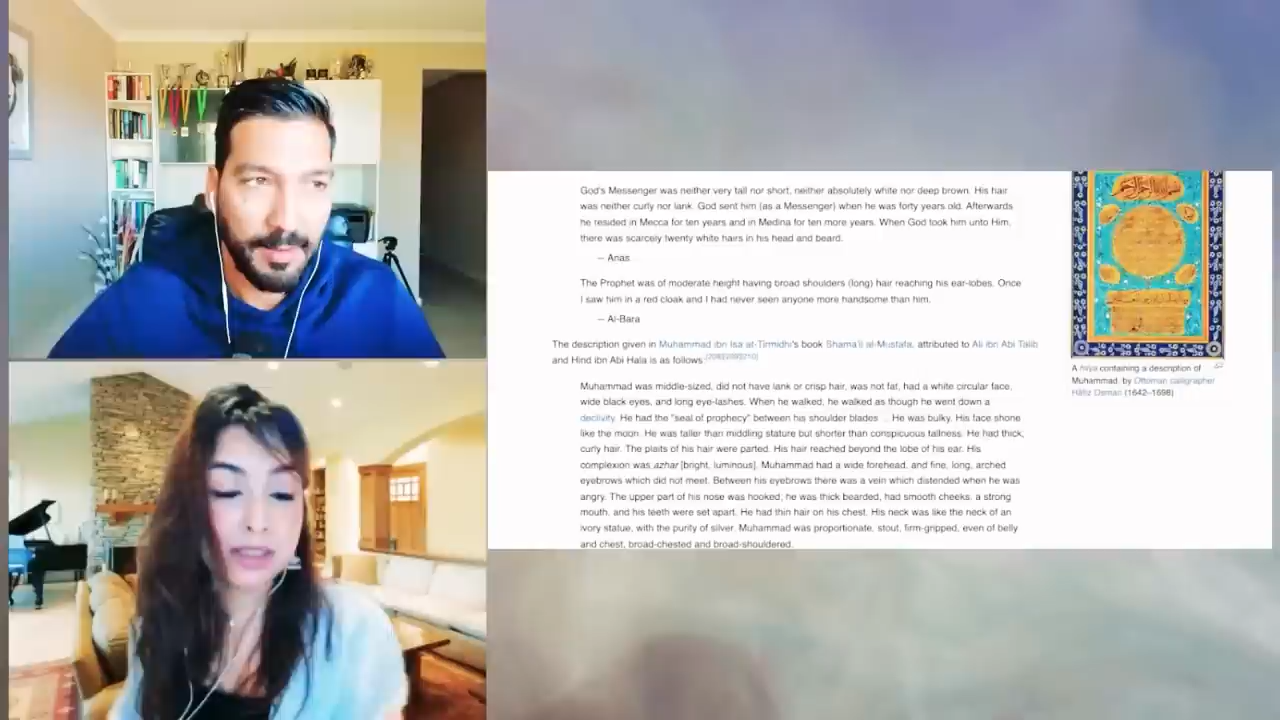 God's Messenger was neither very tall nor short, neither absolutely white nor deep brown. His hair
was neither curly nor lank. God sent him (as a Messenger) when he was forty years old. Afterwards
he resided in Mecca for ten years and in Medina for ten more years. When God took him unto Him,
there was scarcely twenty white hairs in his head and beard.
— Anas
The Prophet was of moderate height having broad shoulders (long) hair reaching his ear-lobes. Once
I saw him in a red cloak and I had never seen anyone more handsome than him.
— Al-Bara
The description given in Muhammad ibn Isa at-Tirmidhi's book Shama'il al-Mustafa, attributed to Ali ibn Abi Talib
and Hind ibn Abi Hala is as follows:[208][209][210]
Muhammad was middle-sized, did not have lank or crisp hair, was not fat, had a white circular face,
wide black eyes, and long eye-lashes. When he walked, he walked as though he went down a
declivity. He had the "seal of prophecy" between his shoulder blades ... He was bulky. His face shone
like the moon. He was taller than middling stature but shorter than conspicuous tallness. He had thick,
curly hair. The plaits of his hair were parted. His hair reached beyond the lobe of his ear. His
complexion was azhar [bright, luminous]. Muhammad had a wide forehead, and fine, long, arched
eyebrows which did not meet. Between his eyebrows there was a vein which distended when he was
angry. The upper part of his nose was hooked; he was thick bearded, had smooth cheeks, a strong
mouth, and his teeth were set apart. He had thin hair on his chest. His neck was like the neck of an
ivory statue, with the purity of silver. Muhammad was proportionate, stout, firm-gripped, even of belly
and chest, broad-chested and broad-shouldered.
A hilya containing a description of
Muhammad, by Ottoman calligrapher
Hâfiz Osman (1642–1698)